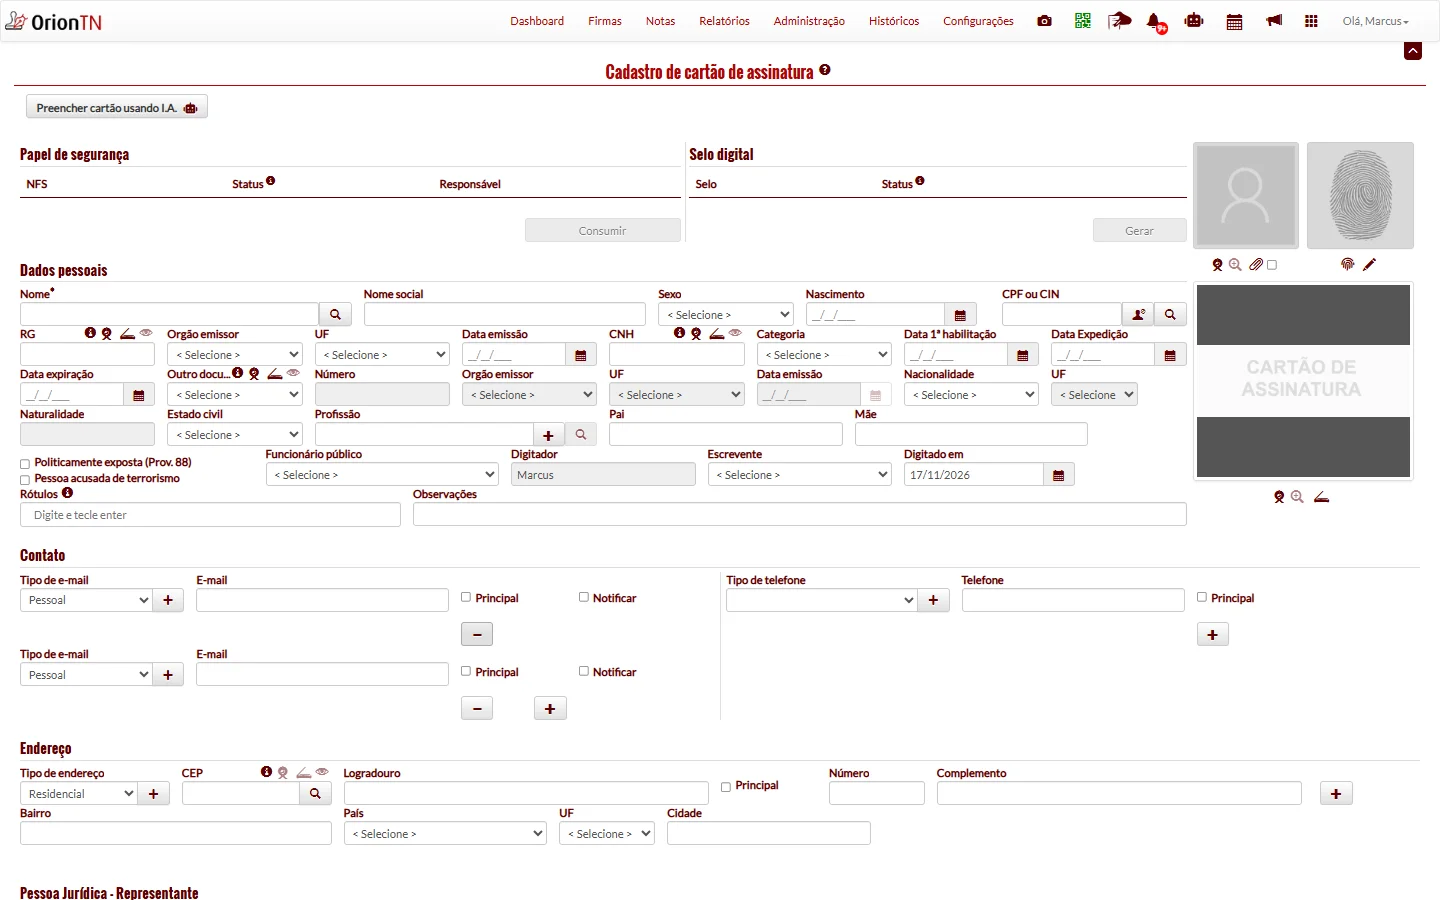 OrionTN
Dashboard Firmas Notas Relatórios Administração Históricos Configurações 9+ Olá, Marcus
Cadastro de cartão de assinatura
Preencher cartão usando I.A.
Papel de segurança
NFS Status Responsável
Consumir
Selo digital
Selo Status
Gerar
Dados pessoais
Nome* Nome social Sexo Nascimento CPF ou CIN
< Selecione > __/__/____
RG Orgão emissor UF Data emissão CNH Categoria Data 1ª habilitação Data Expedição
< Selecione > < Selecione > __/__/____ < Selecione > __/__/____ __/__/____
Data expiração Outro docu... Número Orgão emissor UF Data emissão Nacionalidade UF
__/__/____ < Selecione > < Selecione > < Selecione > __/__/____ < Selecione > < Selecione
Naturalidade Estado civil Profissão Pai Mãe
< Selecione >
Politicamente exposta (Prov. 88)
Pessoa acusada de terrorismo
Funcionário público Digitador Escrevente Digitado em
< Selecione > Marcus < Selecione > 17/11/2026
Rótulos Observações
Digite e tecle enter
CARTÃO DE
ASSINATURA
Contato
Tipo de e-mail E-mail
Pessoal Principal Notificar
Tipo de e-mail E-mail
Pessoal Principal Notificar
Tipo de telefone Telefone
Principal
Endereço
Tipo de endereço CEP Logradouro Principal Número Complemento
Residencial
Bairro País UF Cidade
< Selecione > < Selecione >
Pessoa Jurídica - Representante